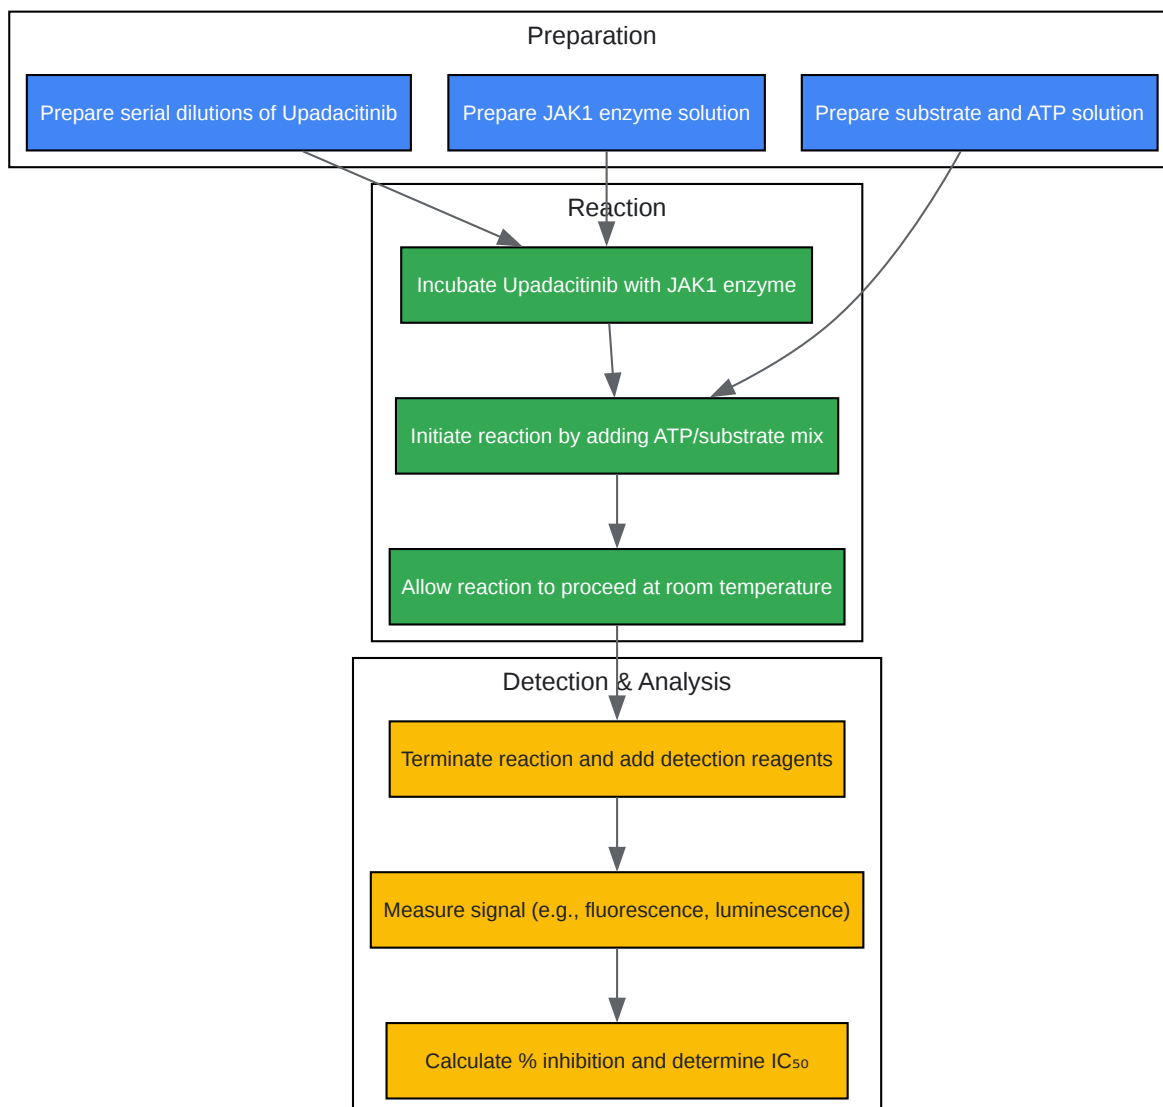 Preparation
Prepare serial dilutions of Upadacitinib
Prepare JAK1 enzyme solution
Prepare substrate and ATP solution
Reaction
Incubate Upadacitinib with JAK1 enzyme
Initiate reaction by adding ATP/substrate mix
Allow reaction to proceed at room temperature
Detection & Analysis
Terminate reaction and add detection reagents
Measure signal (e.g., fluorescence, luminescence)
Calculate % inhibition and determine IC₅₀